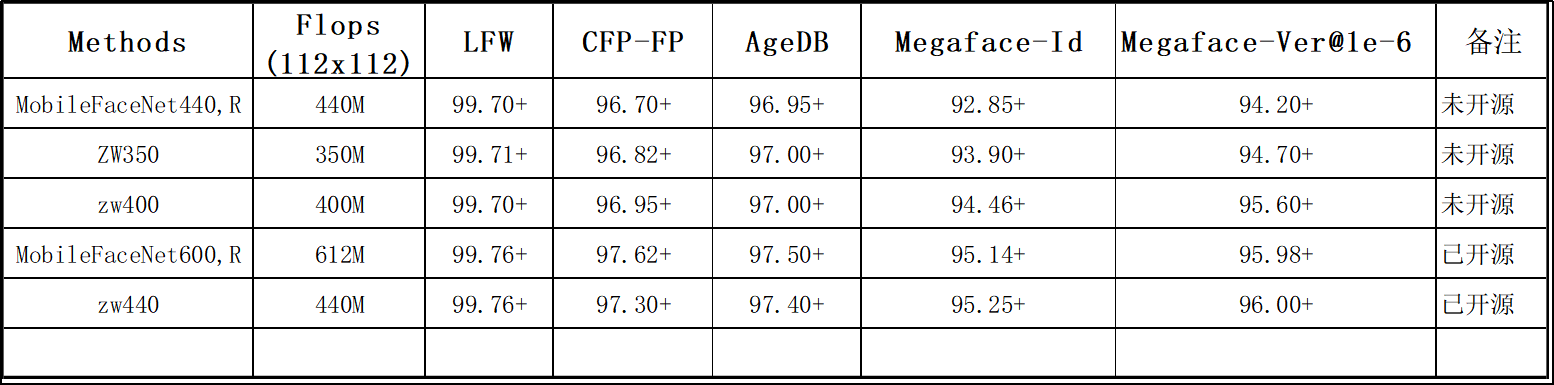 Methods Flops (112x112) LFW CFP-FP AgeDB Megaface-Id Megaface-Ver@1e-6 备注
MobileFaceNet440,R 440M 99.70+ 96.70+ 96.95+ 92.85+ 94.20+ 未开源
ZW350 350M 99.71+ 96.82+ 97.00+ 93.90+ 94.70+ 未开源
zw400 400M 99.70+ 96.95+ 97.00+ 94.46+ 95.60+ 未开源
MobileFaceNet600,R 612M 99.76+ 97.62+ 97.50+ 95.14+ 95.98+ 已开源
zw440 440M 99.76+ 97.30+ 97.40+ 95.25+ 96.00+ 已开源